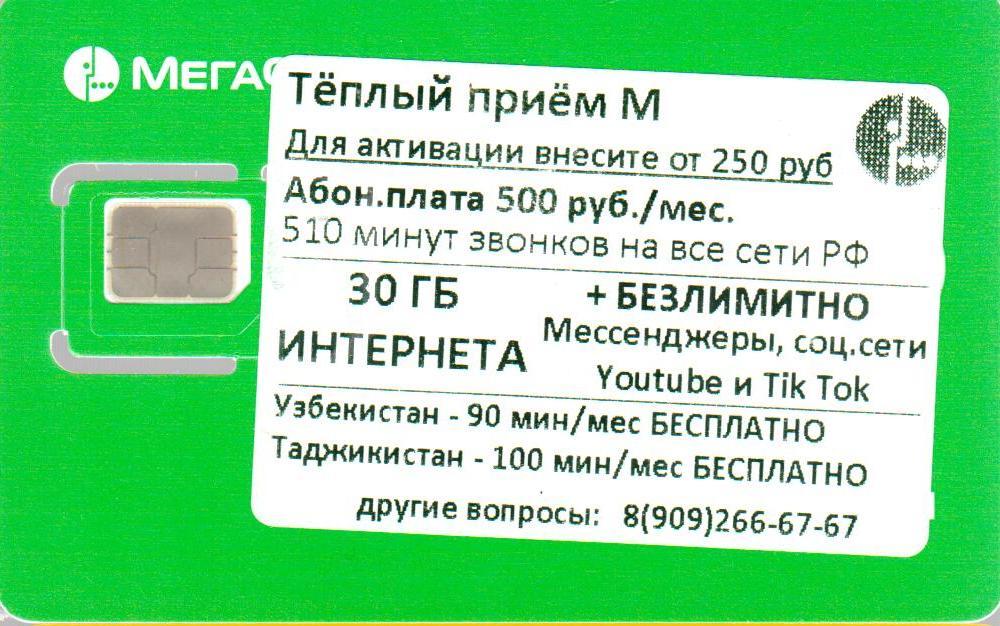 МЕГАФ
Тёплый приём М
Для активации внесите от 250 руб
Абон.плата 500 руб./мес.
510 минут звонков на все сети РФ
30 ГБ
ИНТЕРНЕТА
+ БЕЗЛИМИТНО
Мессенджеры, соц.сети
Youtube и Tik Tok
Узбекистан - 90 мин/мес БЕСПЛАТНО
Таджикистан - 100 мин/мес БЕСПЛАТНО
другие вопросы: 8(909)266-67-67